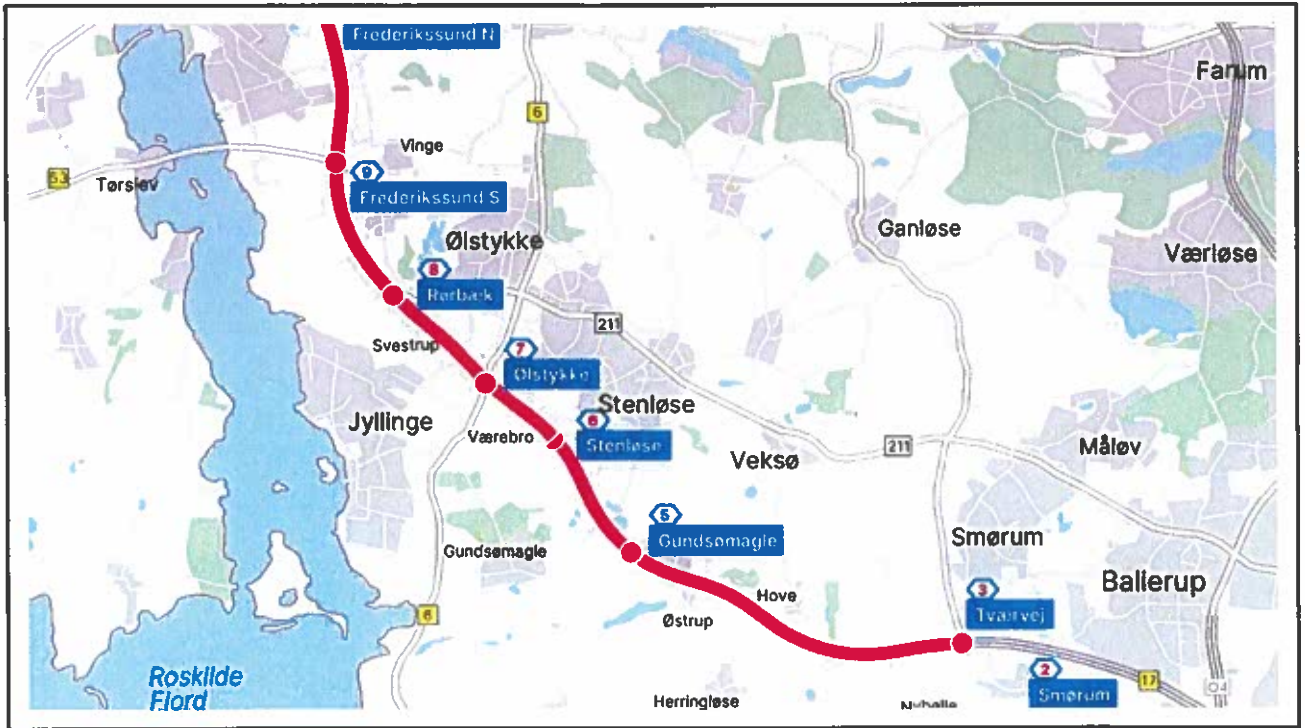 Frederikssund N
Farum
6
Vinge
9
53
Tørslev
Frederikssund S
Ganløse
Ølstykke
Værløse
8
Rørbæk
211
Svestrup
7
Ølstykke
Stenløse
Jyllinge
6
Stenløse
Værebro
211
Måløv
Veksø
5
Gundsømagle
Smørum
Gundsømagle
Ballerup
3
Hove
Tværvej
6
Østrup
2
Roskilde
Fjord
17
O4
Smørum
Herringløse